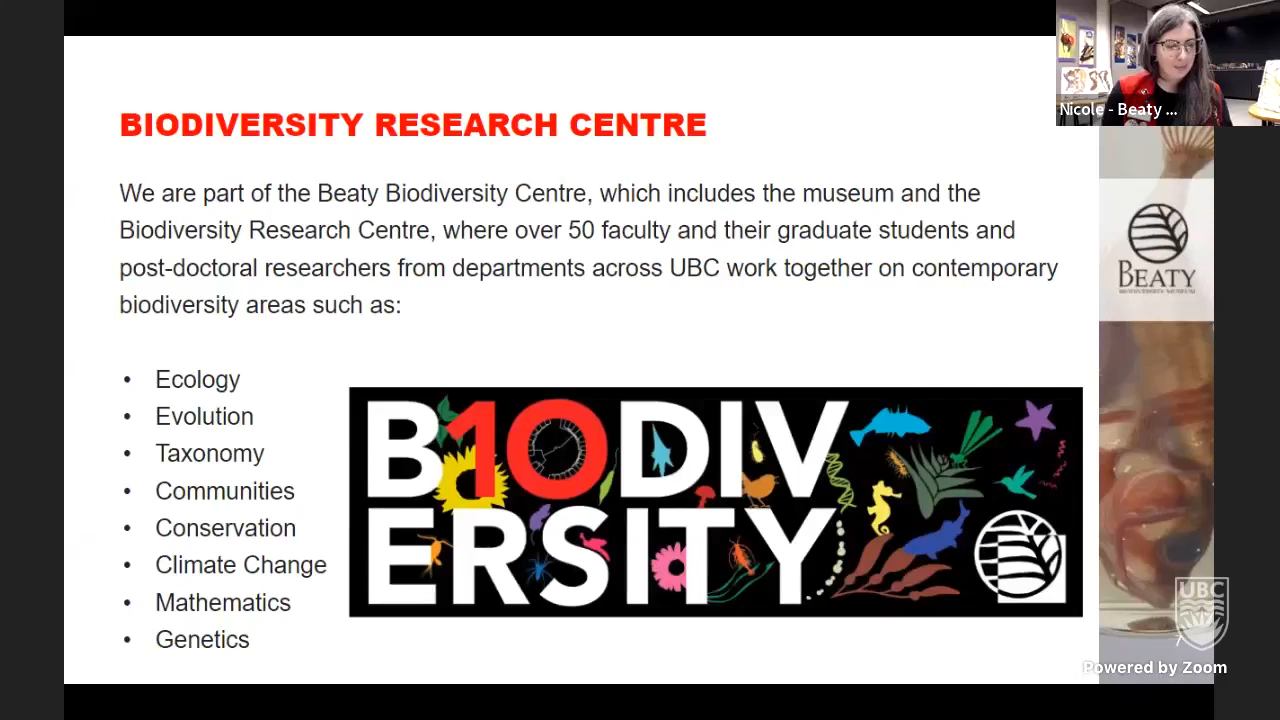 Nicole - Beaty ...
BIODIVERSITY RESEARCH CENTRE
We are part of the Beaty Biodiversity Centre, which includes the museum and the
Biodiversity Research Centre, where over 50 faculty and their graduate students and
post-doctoral researchers from departments across UBC work together on contemporary
biodiversity areas such as:
• Ecology
• Evolution
• Taxonomy
• Communities
• Conservation
• Climate Change
• Mathematics
• Genetics
B10DIV
ERSITY
BEATY
BIODIVERSITY MUSEUM
UBC
Powered by Zoom